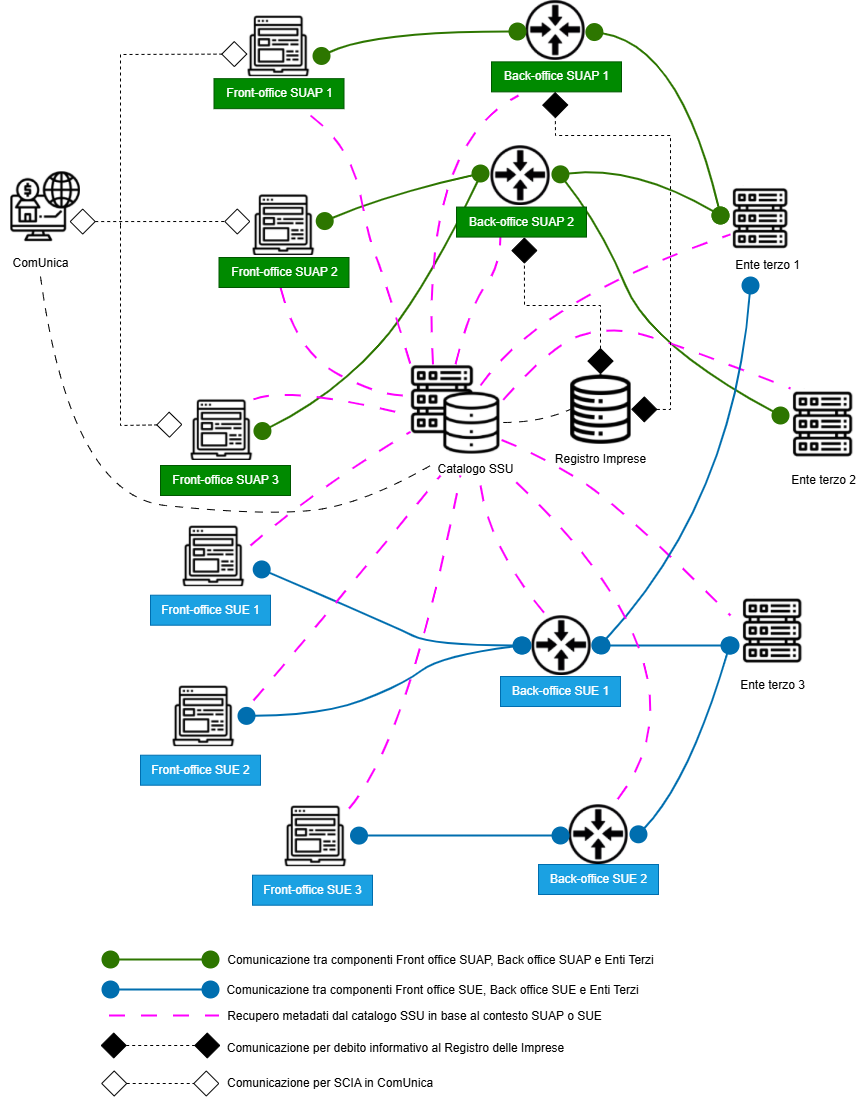 Back-office SUAP 1
Front-office SUAP 1
Back-office SUAP 2
ComUnica
Front-office SUAP 2
Ente terzo 1
Registro Imprese
Catalogo SSU
Front-office SUAP 3
Ente terzo 2
Front-office SUE 1
Ente terzo 3
Back-office SUE 1
Front-office SUE 2
Back-office SUE 2
Front-office SUE 3
Comunicazione tra componenti Front office SUAP, Back office SUAP e Enti Terzi
Comunicazione tra componenti Front office SUE, Back office SUE e Enti Terzi
Recupero metadati dal catalogo SSU in base al contesto SUAP o SUE
Comunicazione per debito informativo al Registro delle Imprese
Comunicazione per SCIA in ComUnica